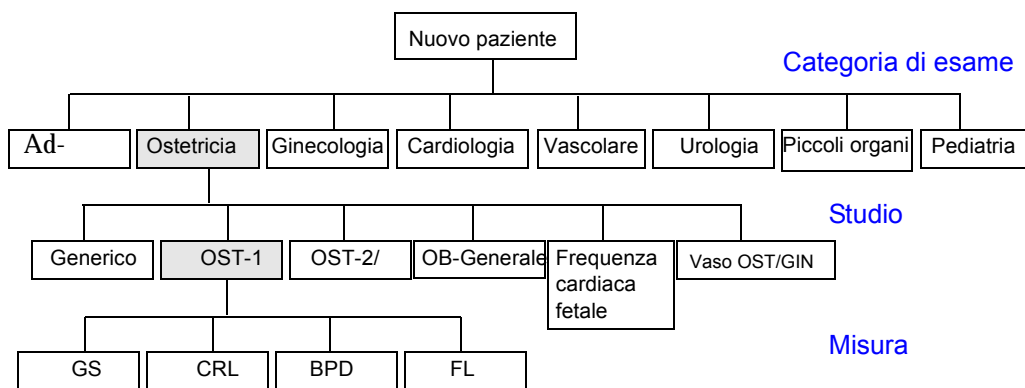 Nuovo paziente
Categoria di esame
Ad-
Ostetricia
Ginecologia
Cardiologia
Vascolare
Urologia
Piccoli organi
Pediatria
Studio
Generico
OST-1
OST-2/
OB-Generale
Frequenza
cardiaca
fetale
Vaso OST/GIN
Misura
GS
CRL
BPD
FL